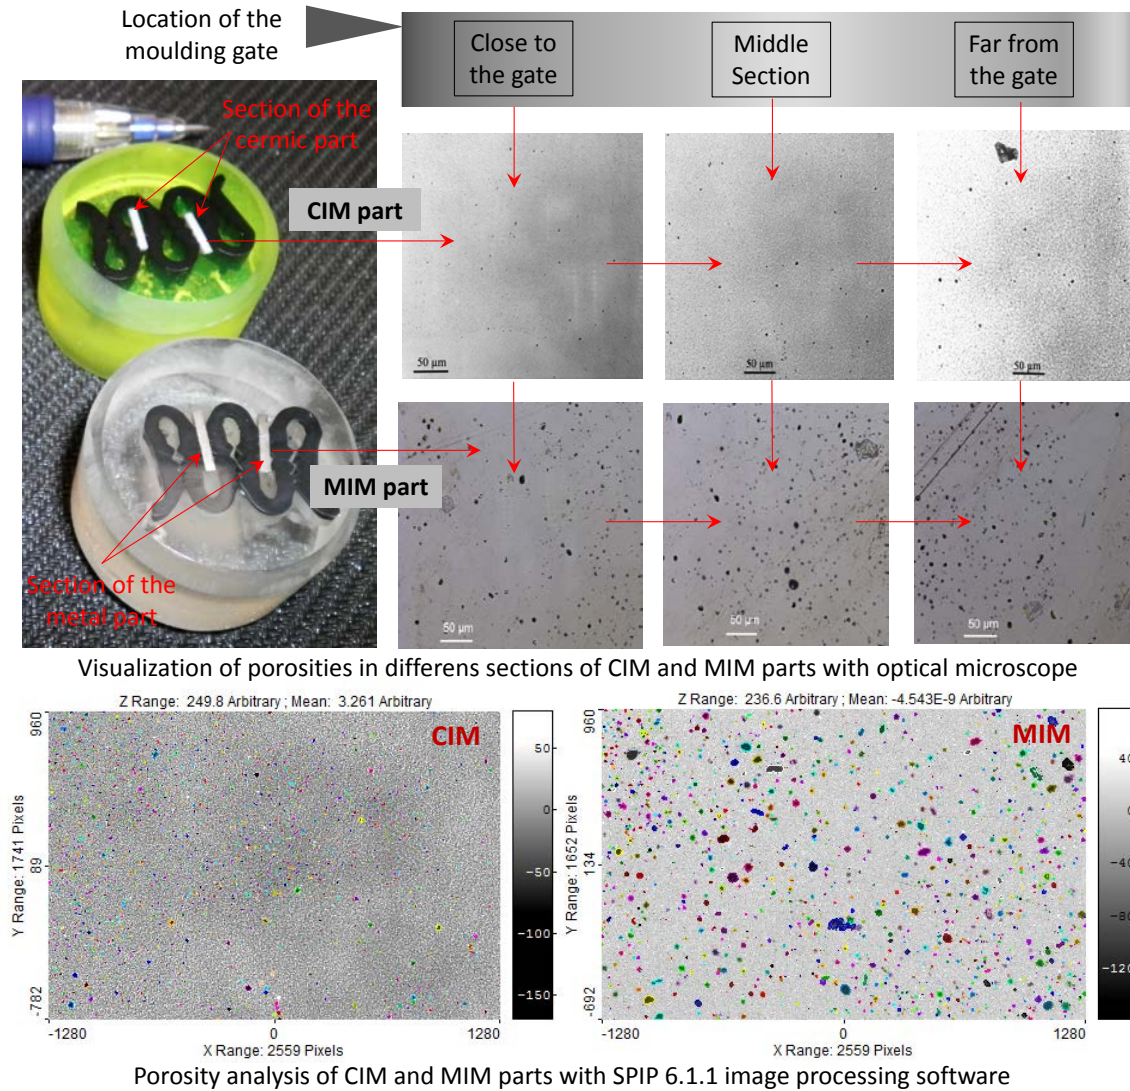 Location of the
moulding gate
Close to
the gate
Middle
Section
Far from
the gate
Section of the
cermic part
CIM part
50 µm
50 µm
50 µm
MIM part
Section of the
metal part
50 µm
50 µm
50 µm
Visualization of porosities in differens sections of CIM and MIM parts with optical microscope
Z Range: 249.8 Arbitrary ; Mean: 3.261 Arbitrary
CIM
960
89
-782
Y Range: 1741 Pixels
-1280
0
1280
X Range: 2559 Pixels
50
0
-50
-100
-150
Z Range: 236.6 Arbitrary ; Mean: -4.543E-9 Arbitrary
MIM
960
134
-692
Y Range: 1652 Pixels
-1280
0
1280
X Range: 2559 Pixels
40
0
-40
-80
-120
Porosity analysis of CIM and MIM parts with SPIP 6.1.1 image processing software